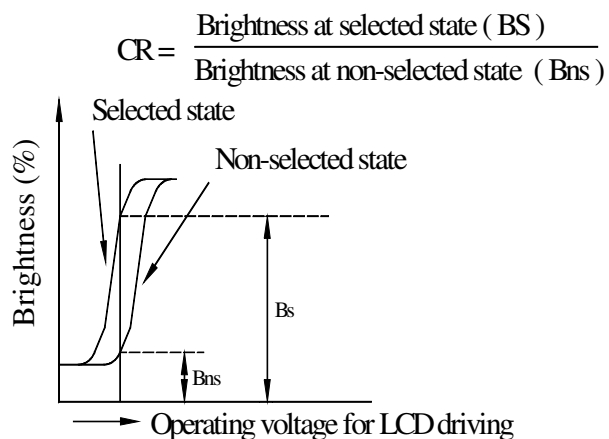 Brightness at selected state ( BS )
CR =
Brightness at non-selected state ( Bns )
Selected state
Non-selected state
Brightness (%)
Bs
Bns
Operating voltage for LCD driving